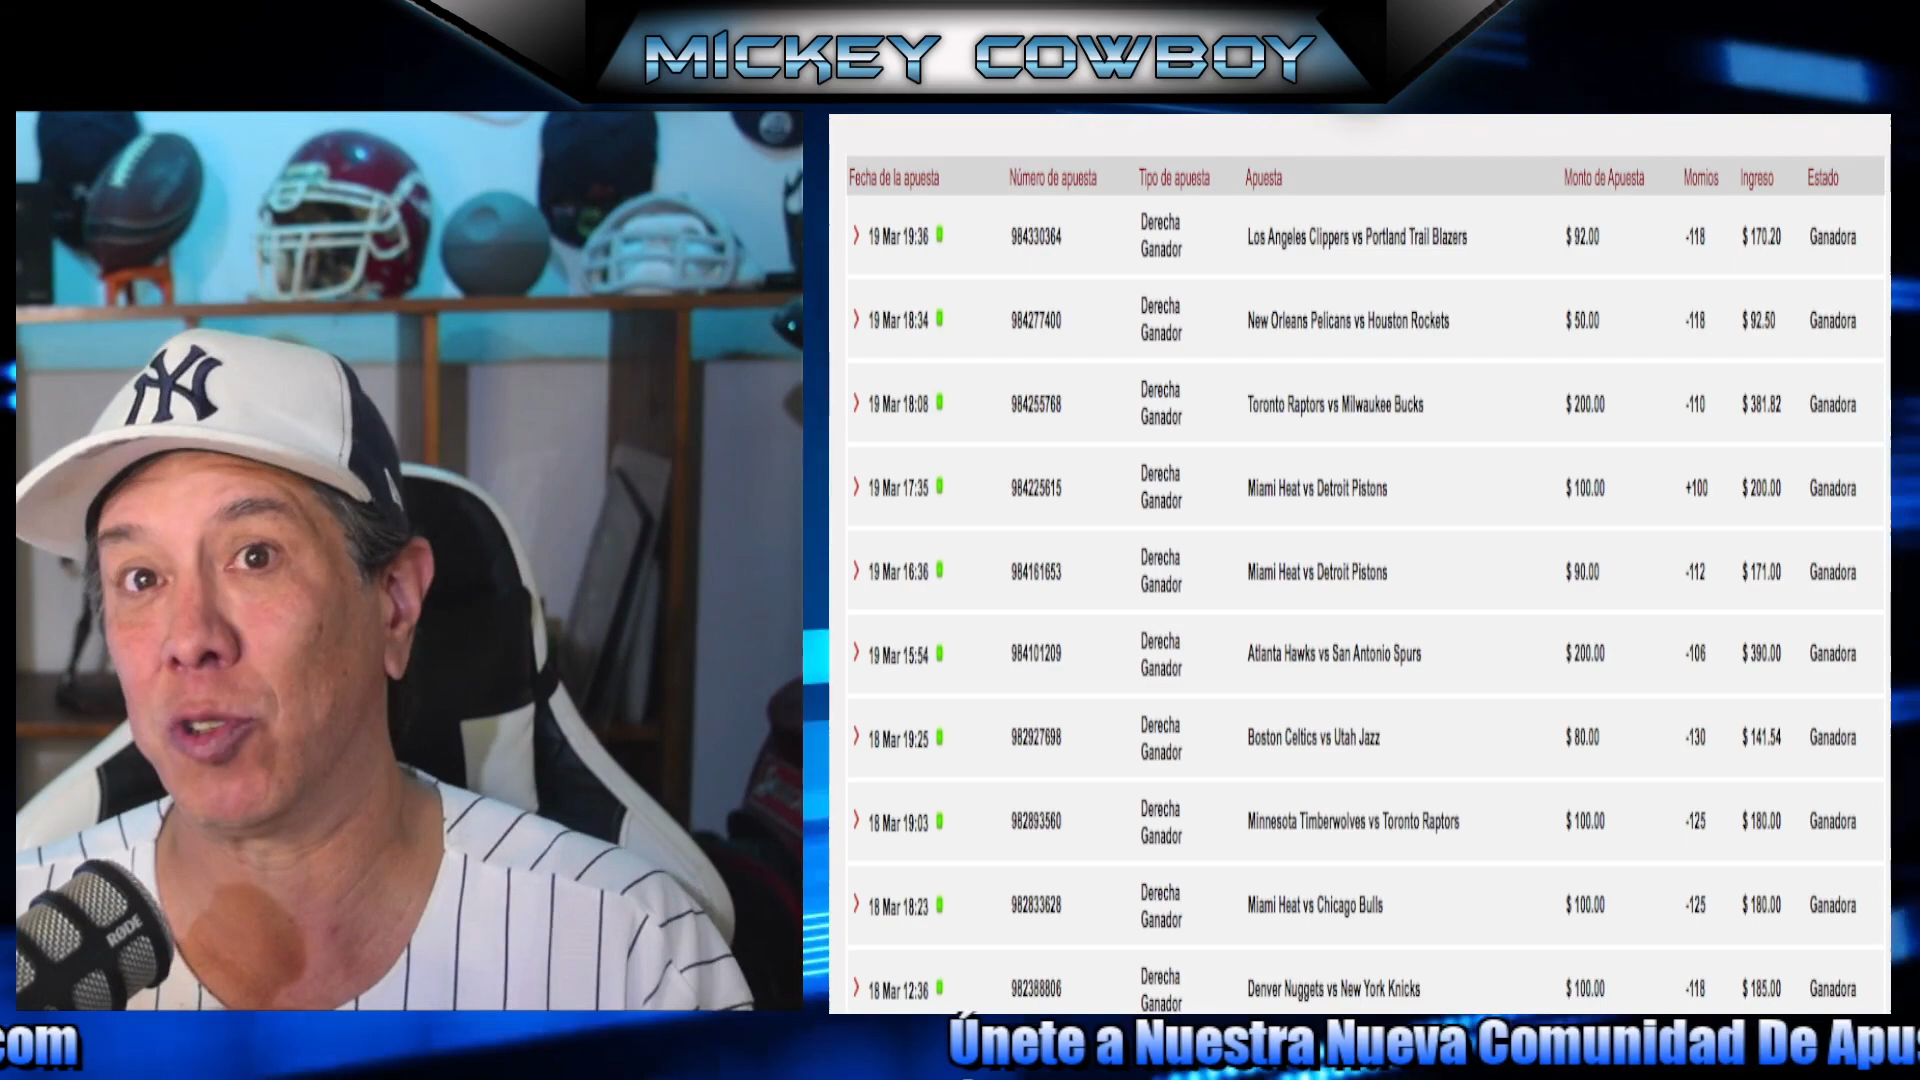 MICKEY COWBOY
NY
RØDE
Fecha de la apuesta Número de apuesta Tipo de apuesta Apuesta Monto de Apuesta Momios Ingreso Estado
19 Mar 19:36 984330364 Derecha Ganador Los Angeles Clippers vs Portland Trail Blazers $ 92.00 -118 $ 170.20 Ganadora
19 Mar 18:34 984277400 Derecha Ganador New Orleans Pelicans vs Houston Rockets $ 50.00 -118 $ 92.50 Ganadora
19 Mar 18:08 984255768 Derecha Ganador Toronto Raptors vs Milwaukee Bucks $ 200.00 -110 $ 381.82 Ganadora
19 Mar 17:35 984225615 Derecha Ganador Miami Heat vs Detroit Pistons $ 100.00 +100 $ 200.00 Ganadora
19 Mar 16:36 984161653 Derecha Ganador Miami Heat vs Detroit Pistons $ 90.00 -112 $ 171.00 Ganadora
19 Mar 15:54 984101209 Derecha Ganador Atlanta Hawks vs San Antonio Spurs $ 200.00 -106 $ 390.00 Ganadora
18 Mar 19:25 982927698 Derecha Ganador Boston Celtics vs Utah Jazz $ 80.00 -130 $ 141.54 Ganadora
18 Mar 19:03 982893560 Derecha Ganador Minnesota Timberwolves vs Toronto Raptors $ 100.00 -125 $ 180.00 Ganadora
18 Mar 18:23 982833628 Derecha Ganador Miami Heat vs Chicago Bulls $ 100.00 -125 $ 180.00 Ganadora
18 Mar 12:36 982388806 Derecha Ganador Denver Nuggets vs New York Knicks $ 100.00 -118 $ 185.00 Ganadora
com Únete a Nuestra Nueva Comunidad De Apus